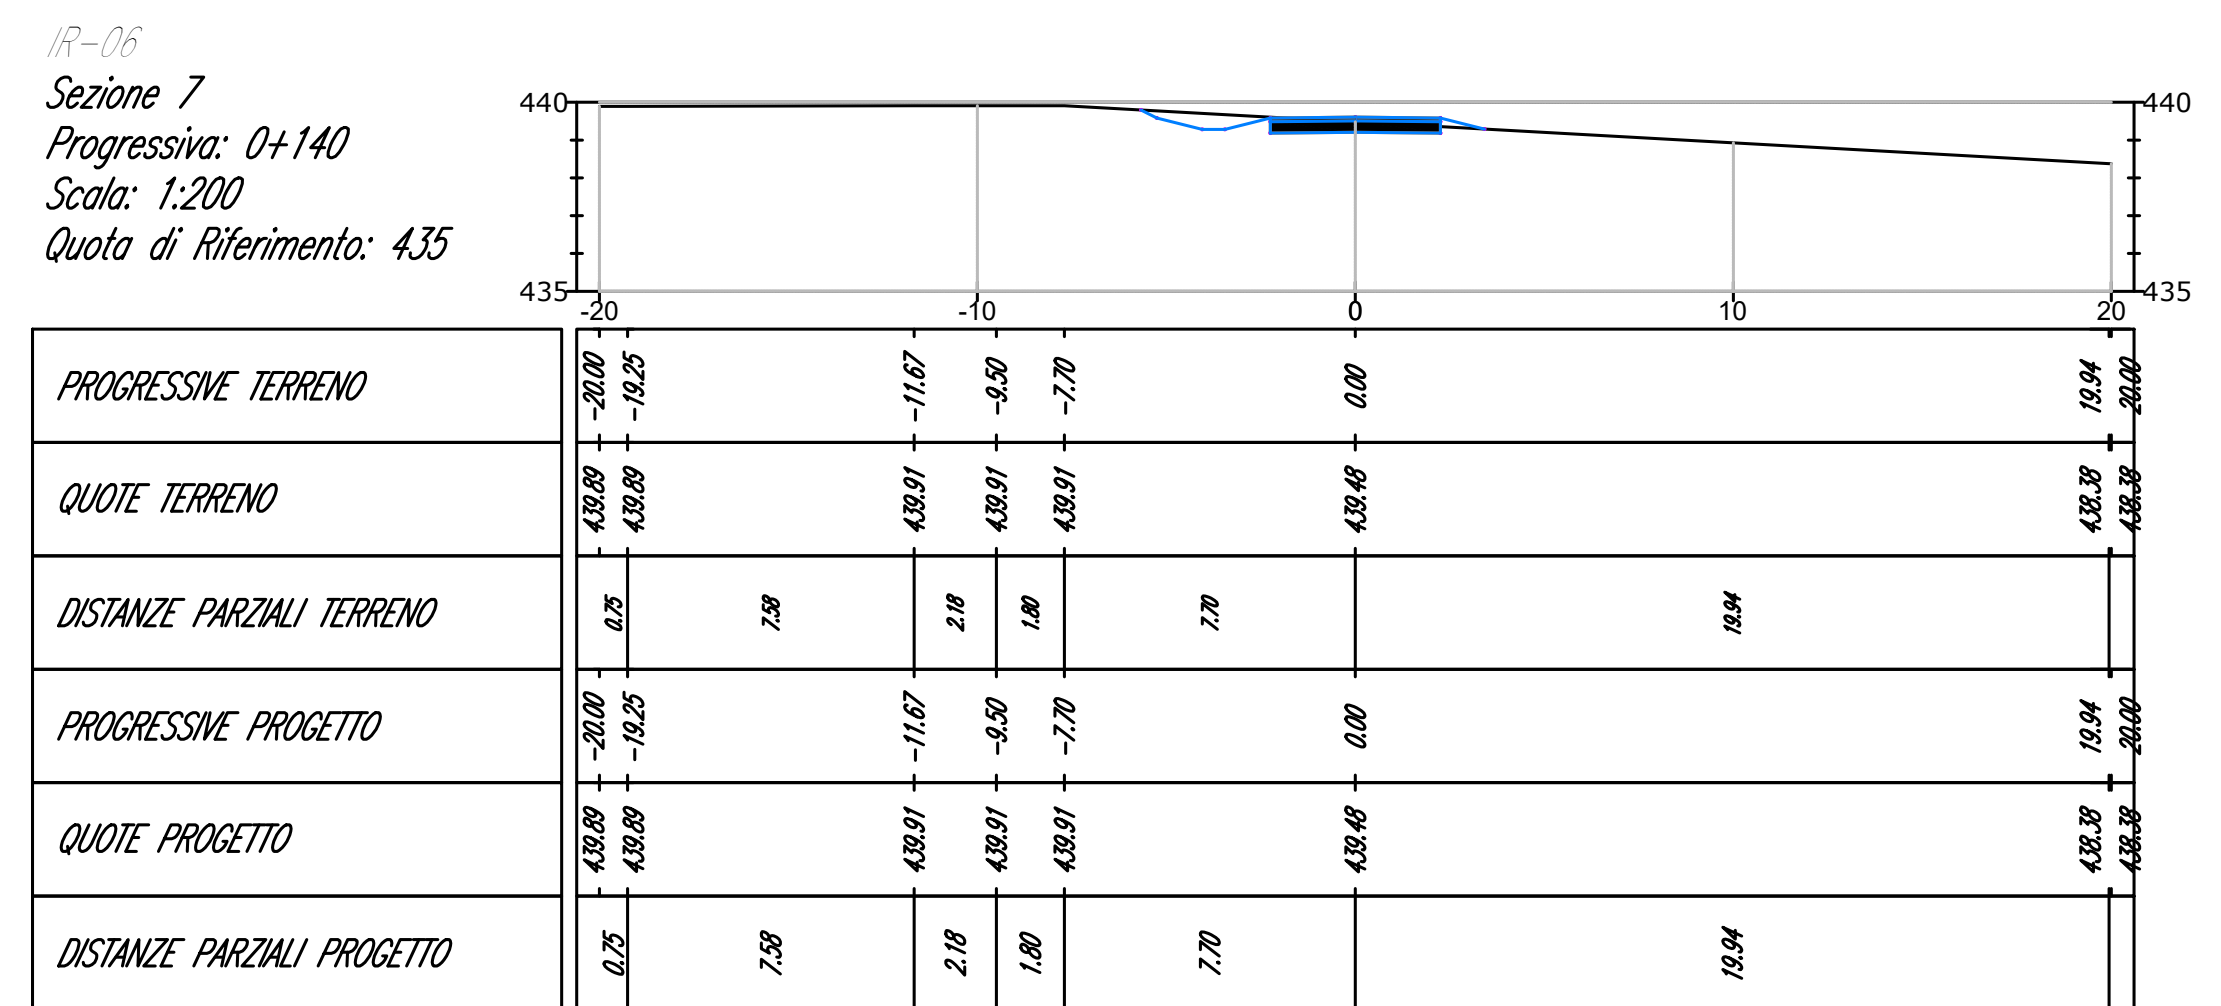 IR-06
Sezione 7
Progressiva: 0+140
Scala: 1:200
Quota di Riferimento: 435
440 440
435 435
-20 -10 0 10 20
PROGRESSIVE TERRENO -20.00 -19.25 -11.67 -9.50 -7.70 0.00 19.94 20.00
QUOTE TERRENO 439.89 439.89 439.91 439.91 439.91 439.48 438.38 438.38
DISTANZE PARZIALI TERRENO 0.75 7.58 2.18 1.80 7.70 19.94
PROGRESSIVE PROGETTO -20.00 -19.25 -11.67 -9.50 -7.70 0.00 19.94 20.00
QUOTE PROGETTO 439.89 439.89 439.91 439.91 439.91 439.48 438.38 438.38
DISTANZE PARZIALI PROGETTO 0.75 7.58 2.18 1.80 7.70 19.94